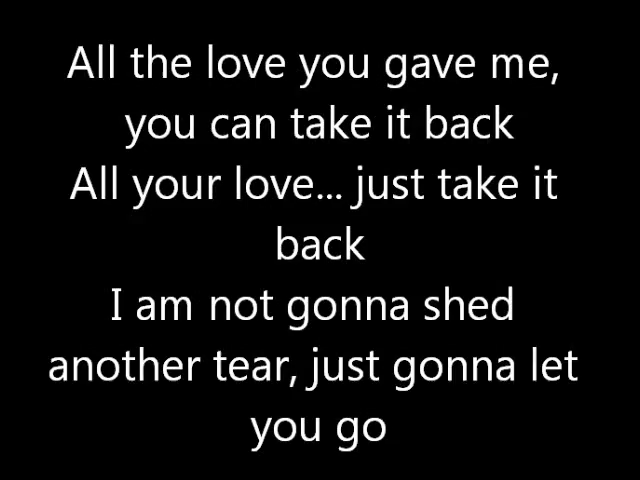 All the love you gave me,
you can take it back
All your love... just take it
back
I am not gonna shed
another tear, just gonna let
you go